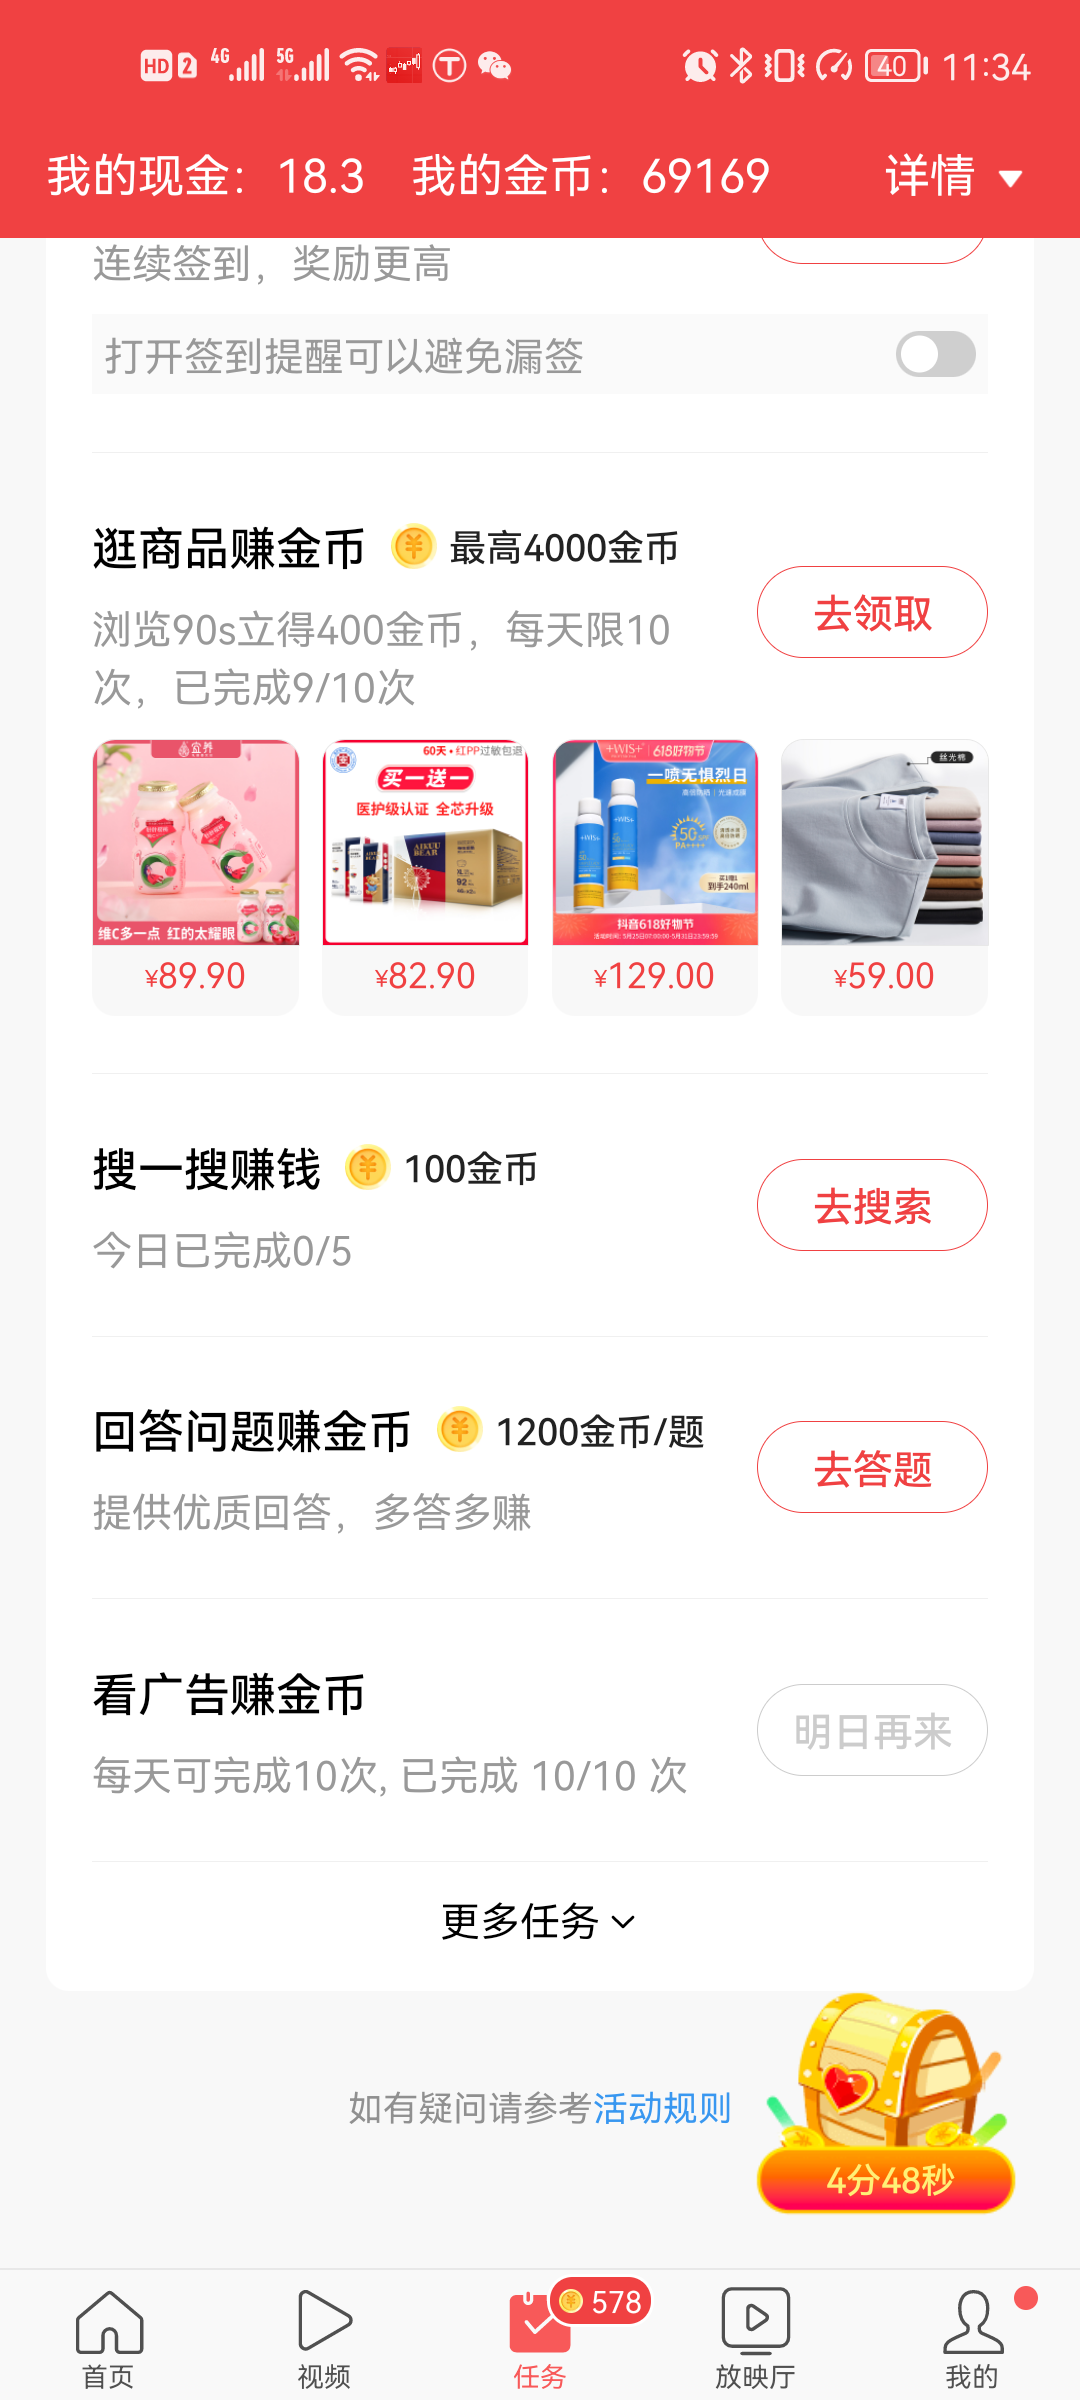 HD 2 4G 5G 40 11:34
我的现金： 18.3 我的金币： 69169 详情
连续签到，奖励更高
打开签到提醒可以避免漏签
逛商品赚金币 最高4000金币
去领取
浏览90s立得400金币，每天限10
次，已完成9/10次
宜养
维C多一点 红的太耀眼
¥89.90
60天•红PP过敏包退
买一送一
医护级认证 全芯升级
¥82.90
+WIS+ 618好物节
一喷无惧烈日
50
PA++++
到手240ml
抖音618好物节
¥129.00
丝光棉
¥59.00
搜一搜赚钱 100金币
去搜索
今日已完成0/5
回答问题赚金币 1200金币/题
去答题
提供优质回答，多答多赚
看广告赚金币
明日再来
每天可完成10次, 已完成 10/10 次
更多任务
如有疑问请参考活动规则
4分48秒
578
首页 视频 任务 放映厅 我的